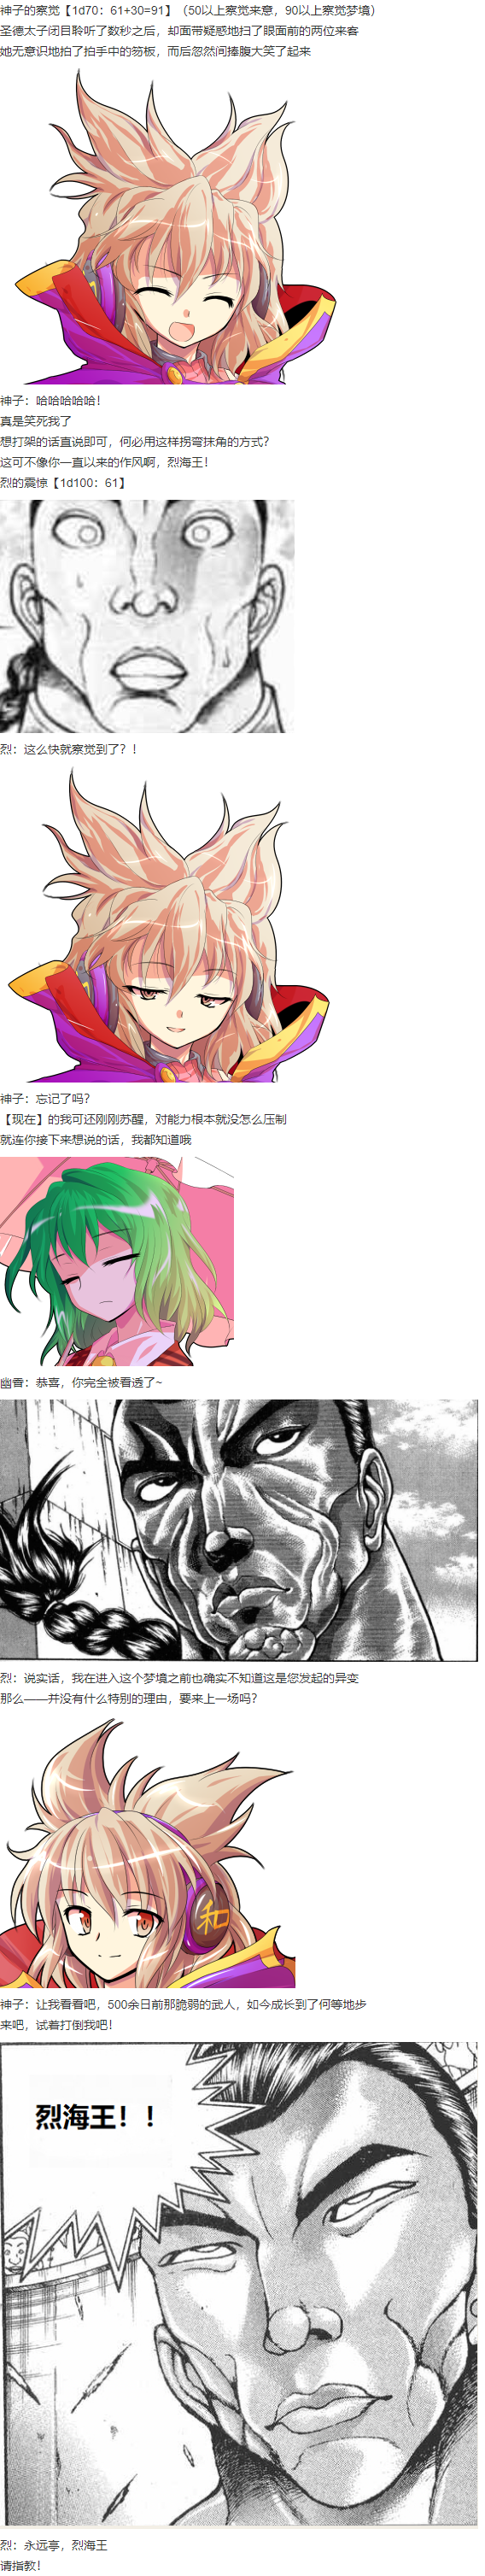 神子的察觉【1d70：61+30=91】（50以上察觉来意，90以上察觉梦境）
圣德太子闭目聆听了数秒之后，却面带疑惑地扫了眼面前的两位来客
她无意识地拍了拍手中的笏板，而后忽然间捧腹大笑了起来
神子：哈哈哈哈哈！
真是笑死我了
想打架的话直说即可，何必用这样拐弯抹角的方式？
这可不像你一直以来的作风啊，烈海王！
烈的震惊【1d100：61】
烈：这么快就察觉到了？！
神子：忘记了吗？
【现在】的我可还刚刚苏醒，对能力根本就没怎么压制
就连你接下来想说的话，我都知道哦
幽香：恭喜，你完全被看透了~
烈：说实话，我在进入这个梦境之前也确实不知道这是您发起的异变
那么——并没有什么特别的理由，要来上一场吗？
和
神子：让我看看吧，500余日前那脆弱的武人，如今成长到了何等地步
来吧，试着打倒我吧！
烈海王！！
烈：永远亭，烈海王
请指教！